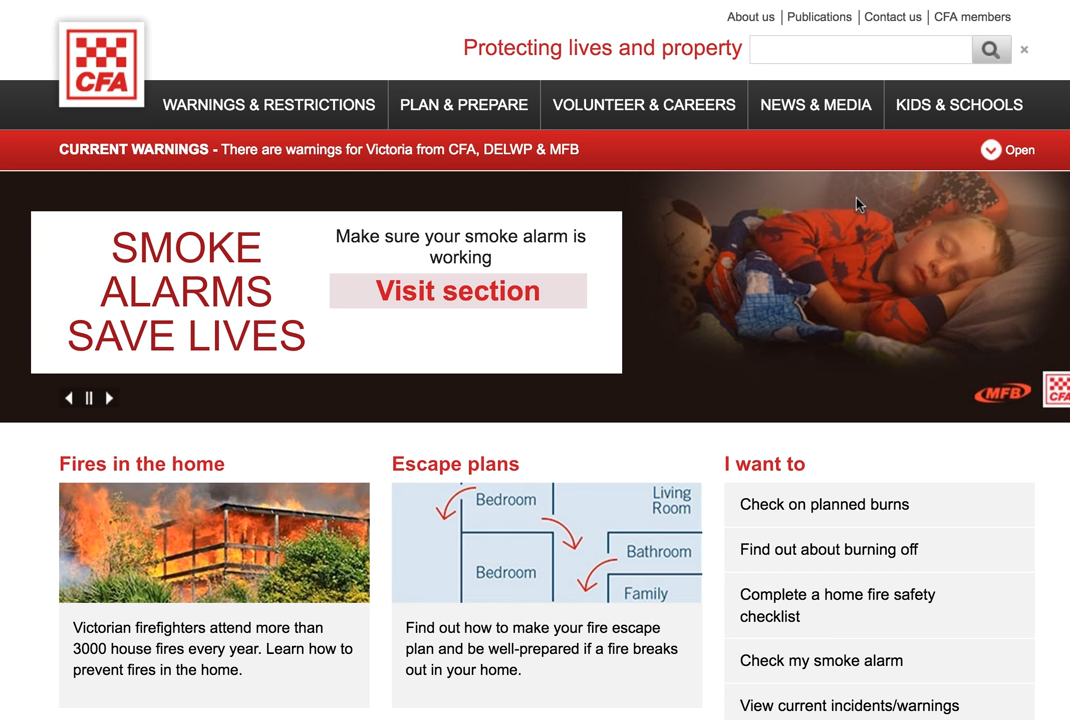 About us | Publications | Contact us | CFA members
CFA
Protecting lives and property
WARNINGS & RESTRICTIONS
PLAN & PREPARE
VOLUNTEER & CAREERS
NEWS & MEDIA
KIDS & SCHOOLS
CURRENT WARNINGS - There are warnings for Victoria from CFA, DELWP & MFB
Open
SMOKE
ALARMS
SAVE LIVES
Make sure your smoke alarm is
working
Visit section
MFB
CFA
Fires in the home
Victorian firefighters attend more than
3000 house fires every year. Learn how to
prevent fires in the home.
Escape plans
Bedroom
Living
Room
Bathroom
Bedroom
Family
Find out how to make your fire escape
plan and be well-prepared if a fire breaks
out in your home.
I want to
Check on planned burns
Find out about burning off
Complete a home fire safety
checklist
Check my smoke alarm
View current incidents/warnings